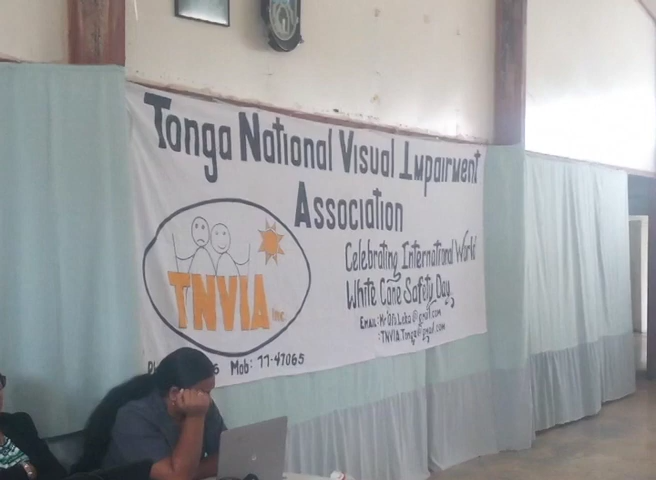 Tonga National Visual Impairment
Association
Celebrating International World
White Cane Safety Day
TNVIA Inc.
:TNVIA.Tonga@gmail.com
Mob: 77-47065